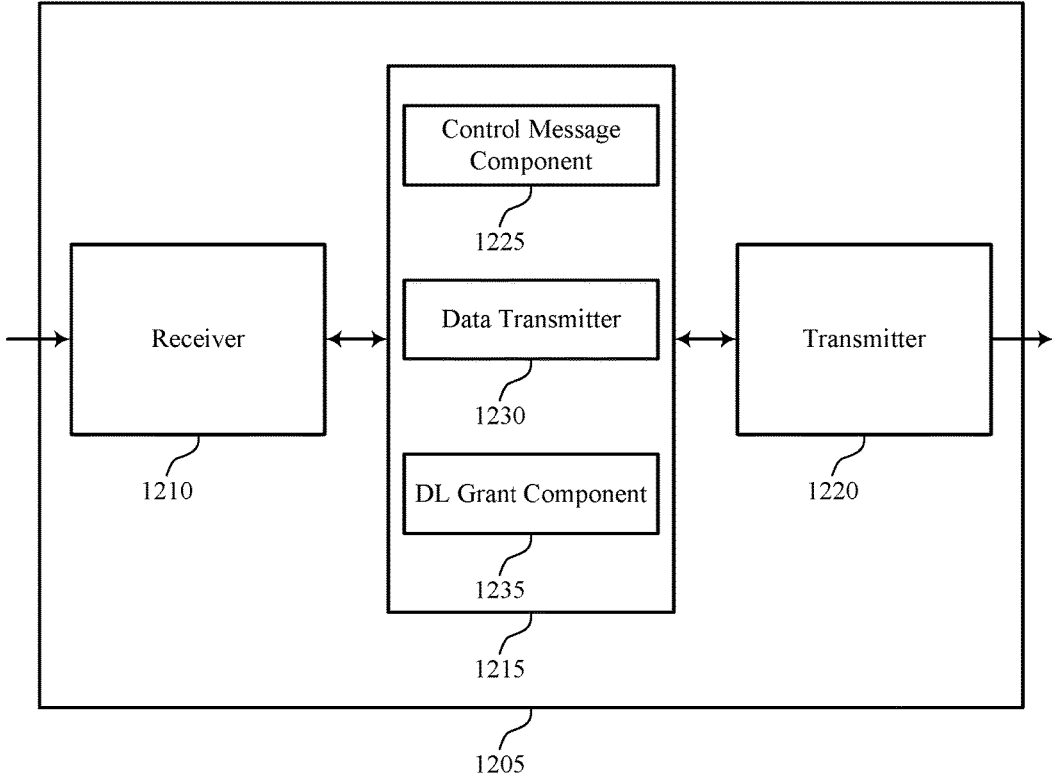 Control Message
Component
1225
Receiver
1210
Data Transmitter
1230
Transmitter
1220
DL Grant Component
1235
1215
1205